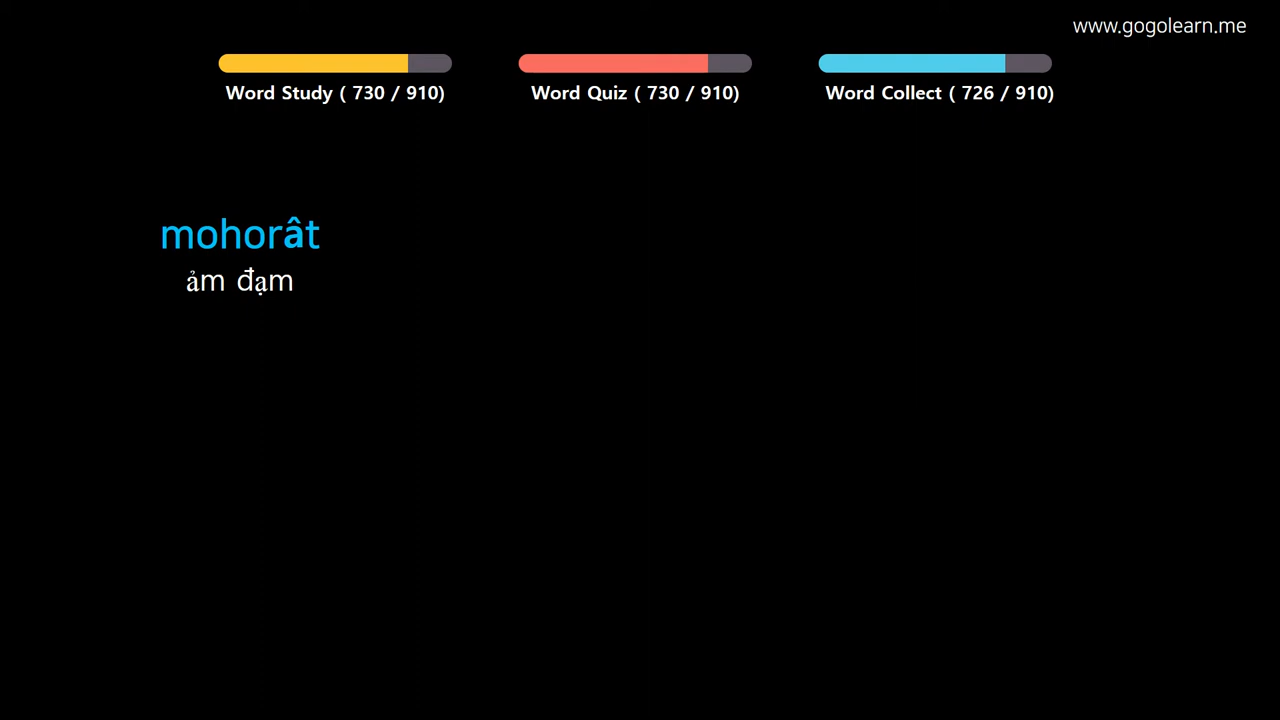 www.gogolearn.me
Word Study ( 730 / 910)
Word Quiz ( 730 / 910)
Word Collect ( 726 / 910)
mohorât
ảm đạm